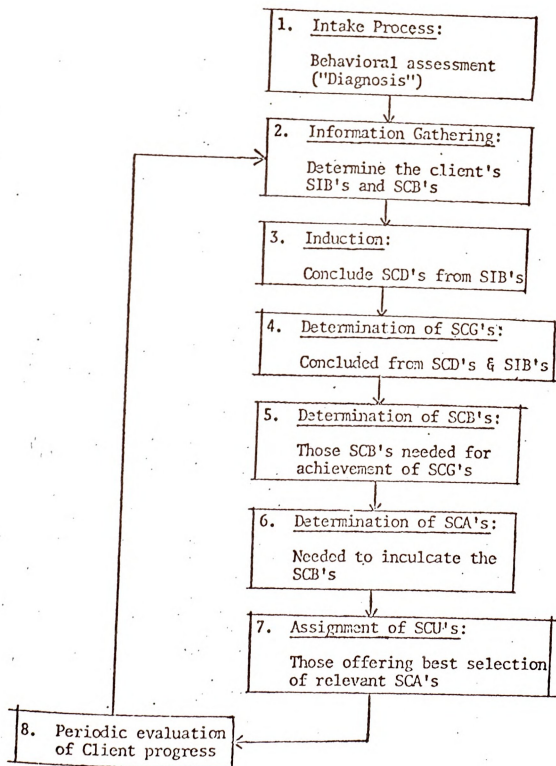 1. Intake Process:
Behavioral assessment
("Diagnosis")
2. Information Gathering:
Determine the client's
SIB's and SCB's
3. Induction:
Conclude SCD's from SIB's
4. Determination of SCG's:
Concluded from SCD's & SIB's
5. Determination of SCB's:
Those SCB's needed for
achievement of SCG's
6. Determination of SCA's:
Needed to inculcate the
SCB's
7. Assignment of SCU's:
Those offering best selection
of relevant SCA's
8. Periodic evaluation
of Client progress